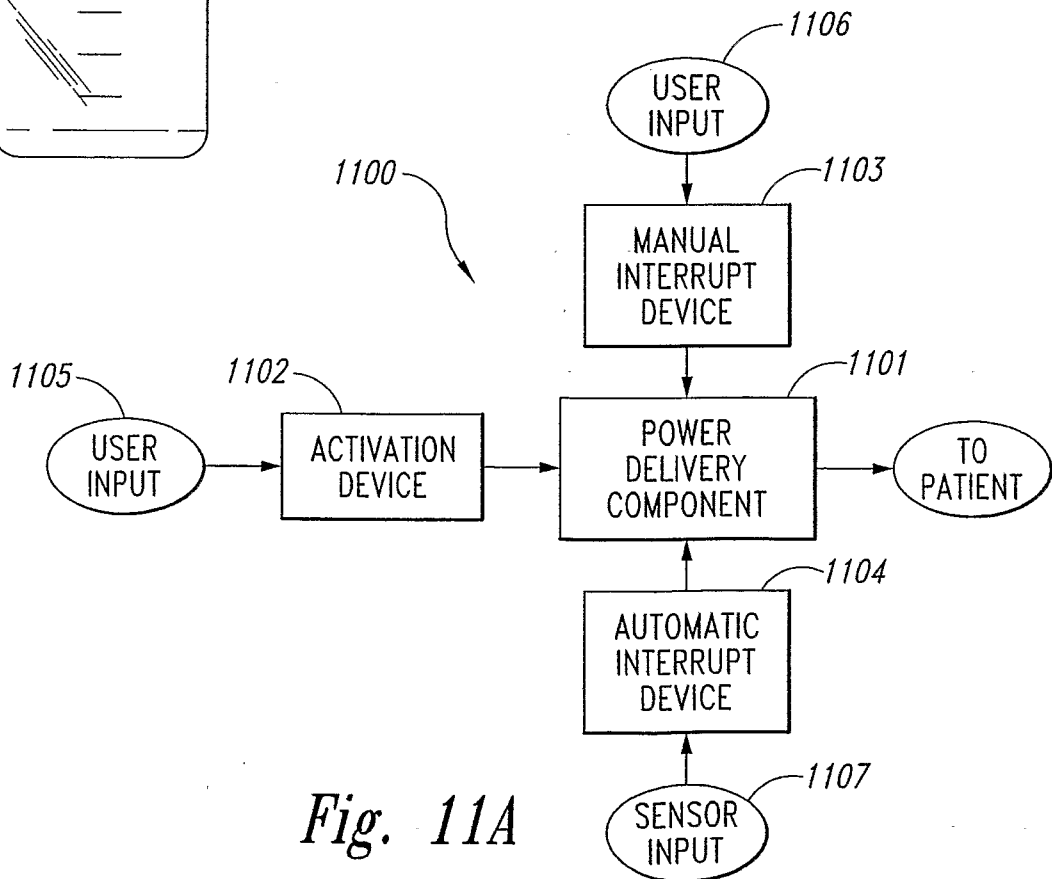 1106
USER
INPUT
1100
1103
MANUAL
INTERRUPT
DEVICE
1105
1102
1101
USER
INPUT
ACTIVATION
DEVICE
POWER
DELIVERY
COMPONENT
TO
PATIENT
1104
AUTOMATIC
INTERRUPT
DEVICE
1107
SENSOR
INPUT
Fig. 11A